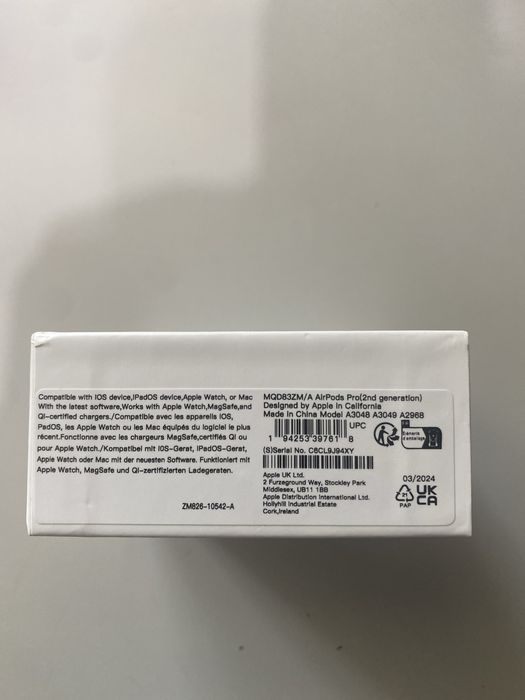 Compatible with IOS device,IPadOS device,Apple Watch, or Mac
With the latest software,Works with Apple Watch,MagSafe,and
QI-certified chargers./Compatible avec les appareils IOS,
PadOS, les Apple Watch ou les Mac équipés du logiciel le plus
récent.Fonctionne avec les chargeurs MagSafe,certifiés QI ou
pour Apple Watch./Kompatibel mit IOS-Gerat, IPadOS-Gerät,
Apple Watch oder Mac mit der neuesten Software. Funktioniert mit
Apple Watch, MagSafe und QI-zertifizierten Ladegeraten.
ZM626-10542-A
MQD83ZM/A AirPods Pro(2nd generation)
Designed by Apple in California
Made in China Model A3048 A3049 A2968
UPC
1 94253 39761 8
(S)Serial No. C6CL9J94XY
Apple UK Ltd.
2 Furzeground Way, Stockley Park
Middlesex, UB11 1BB
Apple Distribution International Ltd.
Hollyhill Industrial Estate
Cork,Ireland
FR
Éléments
d'emballage
03/2024
21
PAP
UK
CA